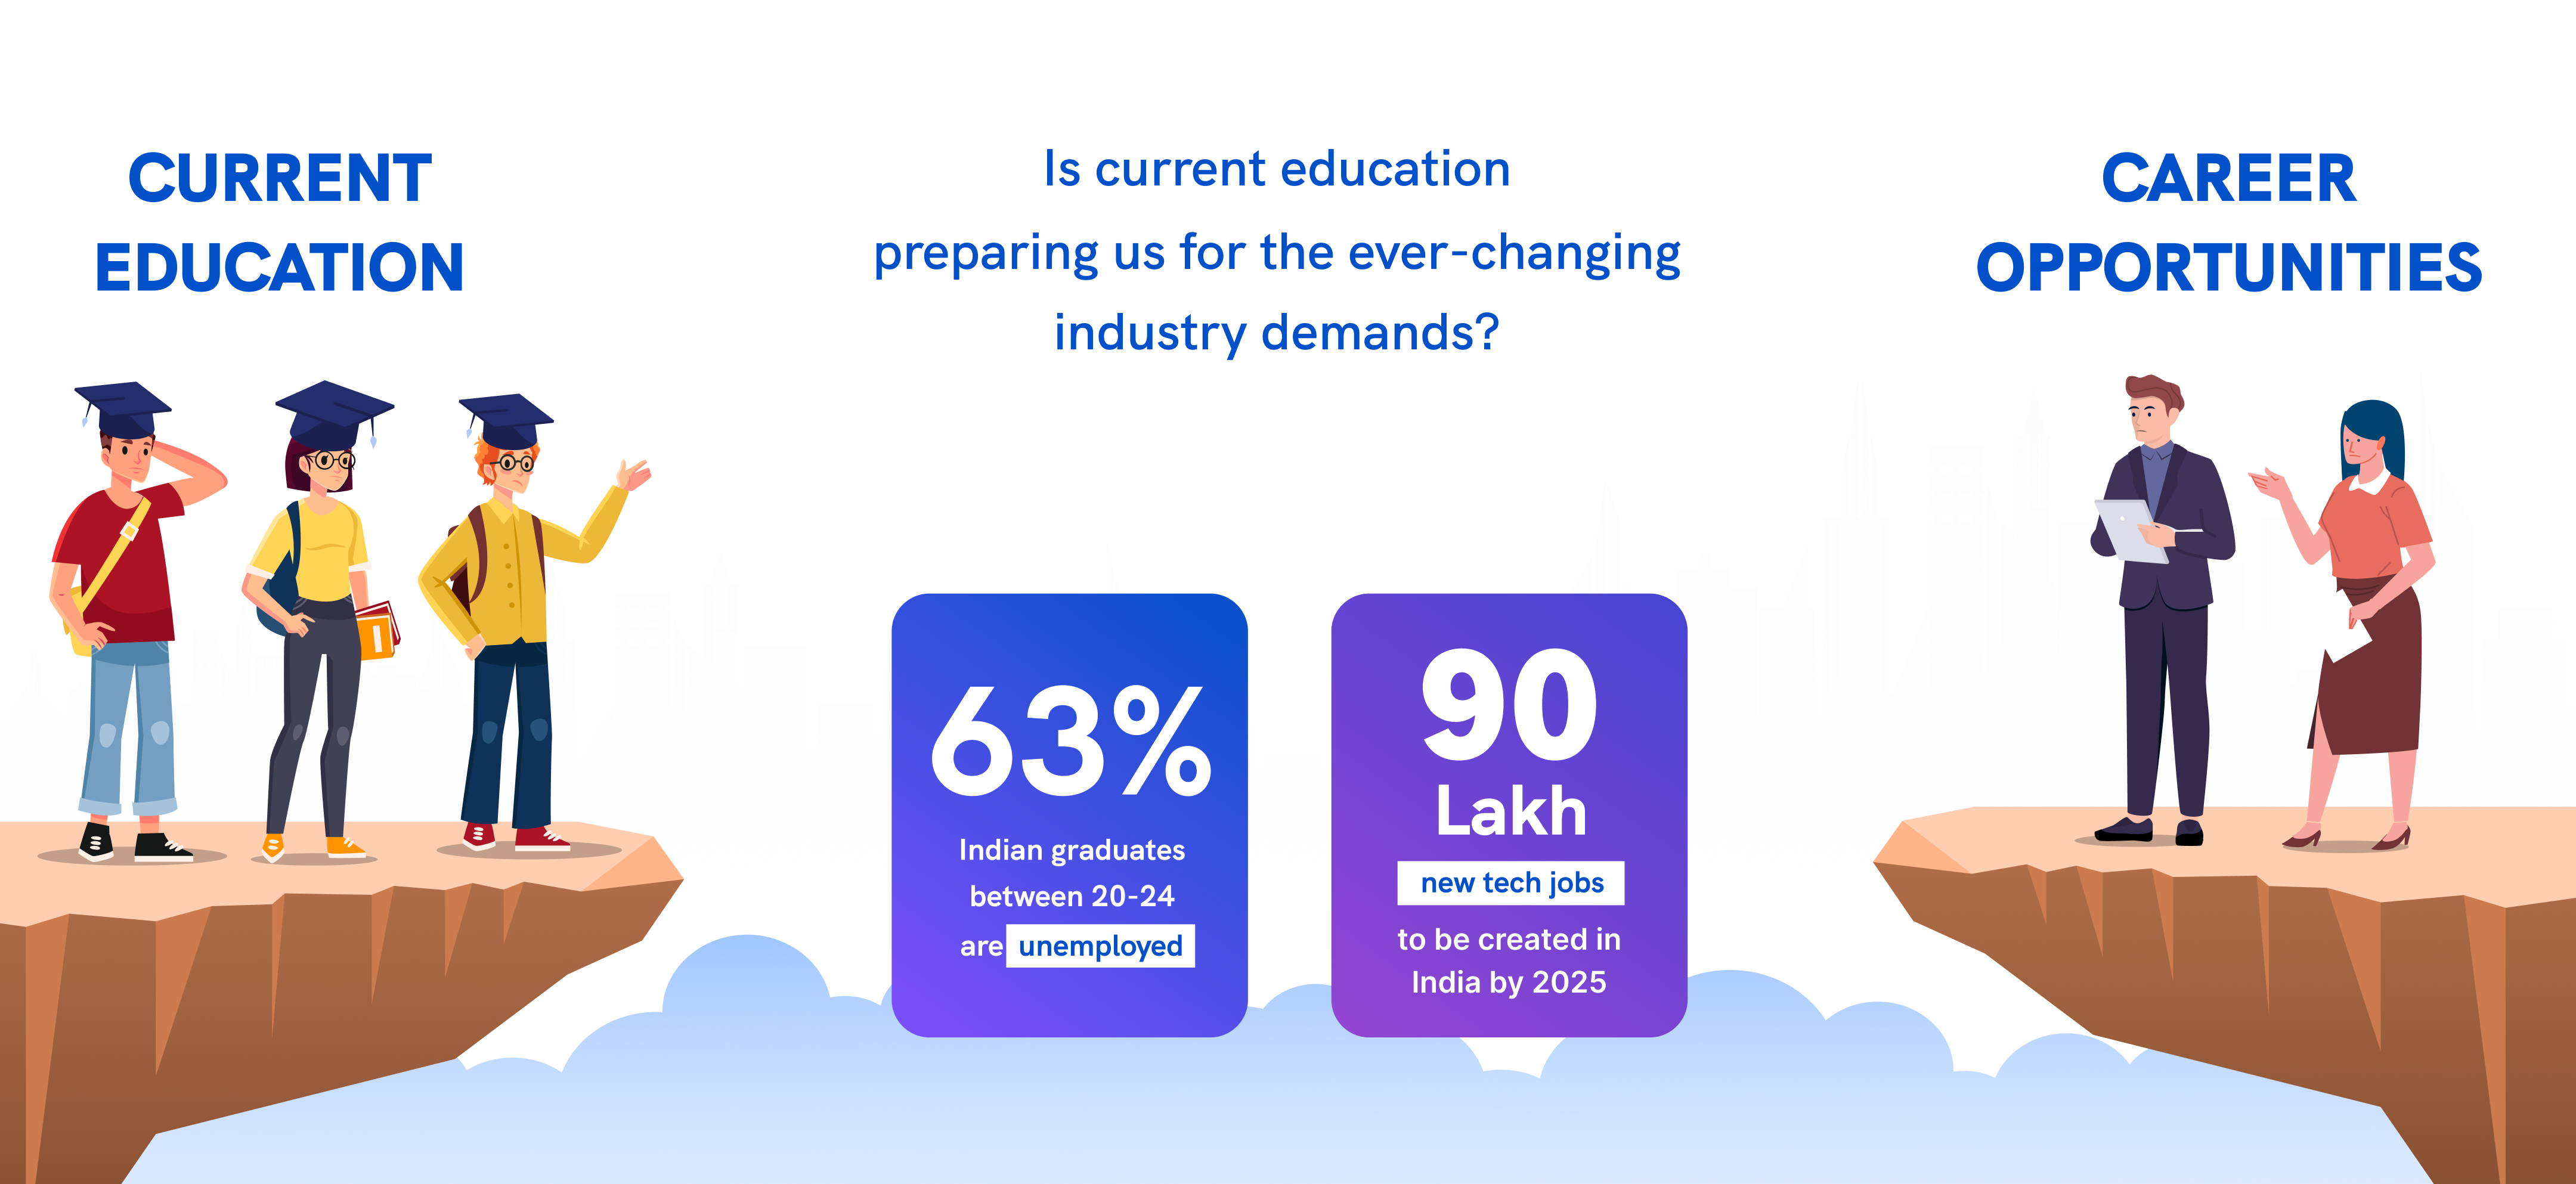 CURRENT
EDUCATION
Is current education
preparing us for the ever-changing
industry demands?
CAREER
OPPORTUNITIES
63%
Indian graduates
between 20-24
are unemployed
90
Lakh
new tech jobs
to be created in
India by 2025